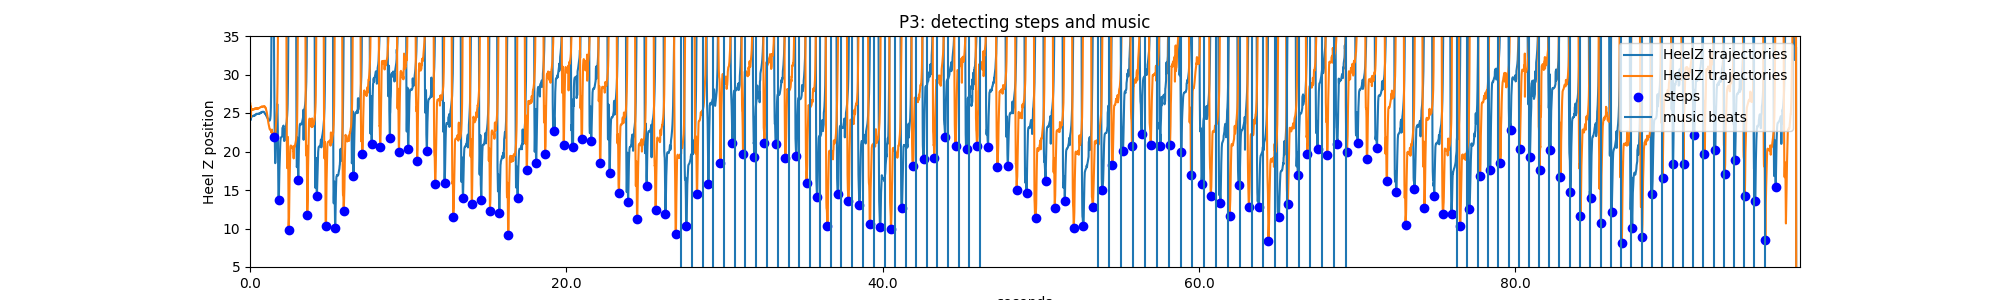 P3: detecting steps and music
35
30
25
20
15
10
5
Heel Z position
HeelZ trajectories
HeelZ trajectories
steps
music beats
0.0 20.0 40.0 60.0 80.0